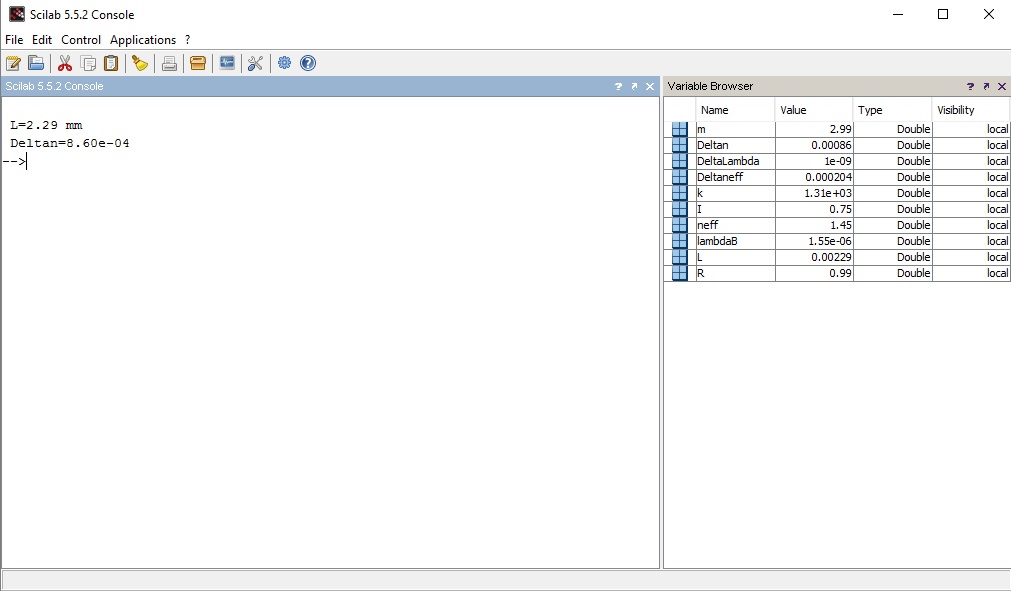 Scilab 5.5.2 Console
File Edit Control Applications ?
Scilab 5.5.2 Console
L=2.29 mm
Deltan=8.60e-04
-->
Variable Browser
Name Value Type Visibility
m 2.99 Double local
Deltan 0.00086 Double local
DeltaLambda 1e-09 Double local
Deltaneff 0.000204 Double local
k 1.31e+03 Double local
I 0.75 Double local
neff 1.45 Double local
lambdaB 1.55e-06 Double local
L 0.00229 Double local
R 0.99 Double local